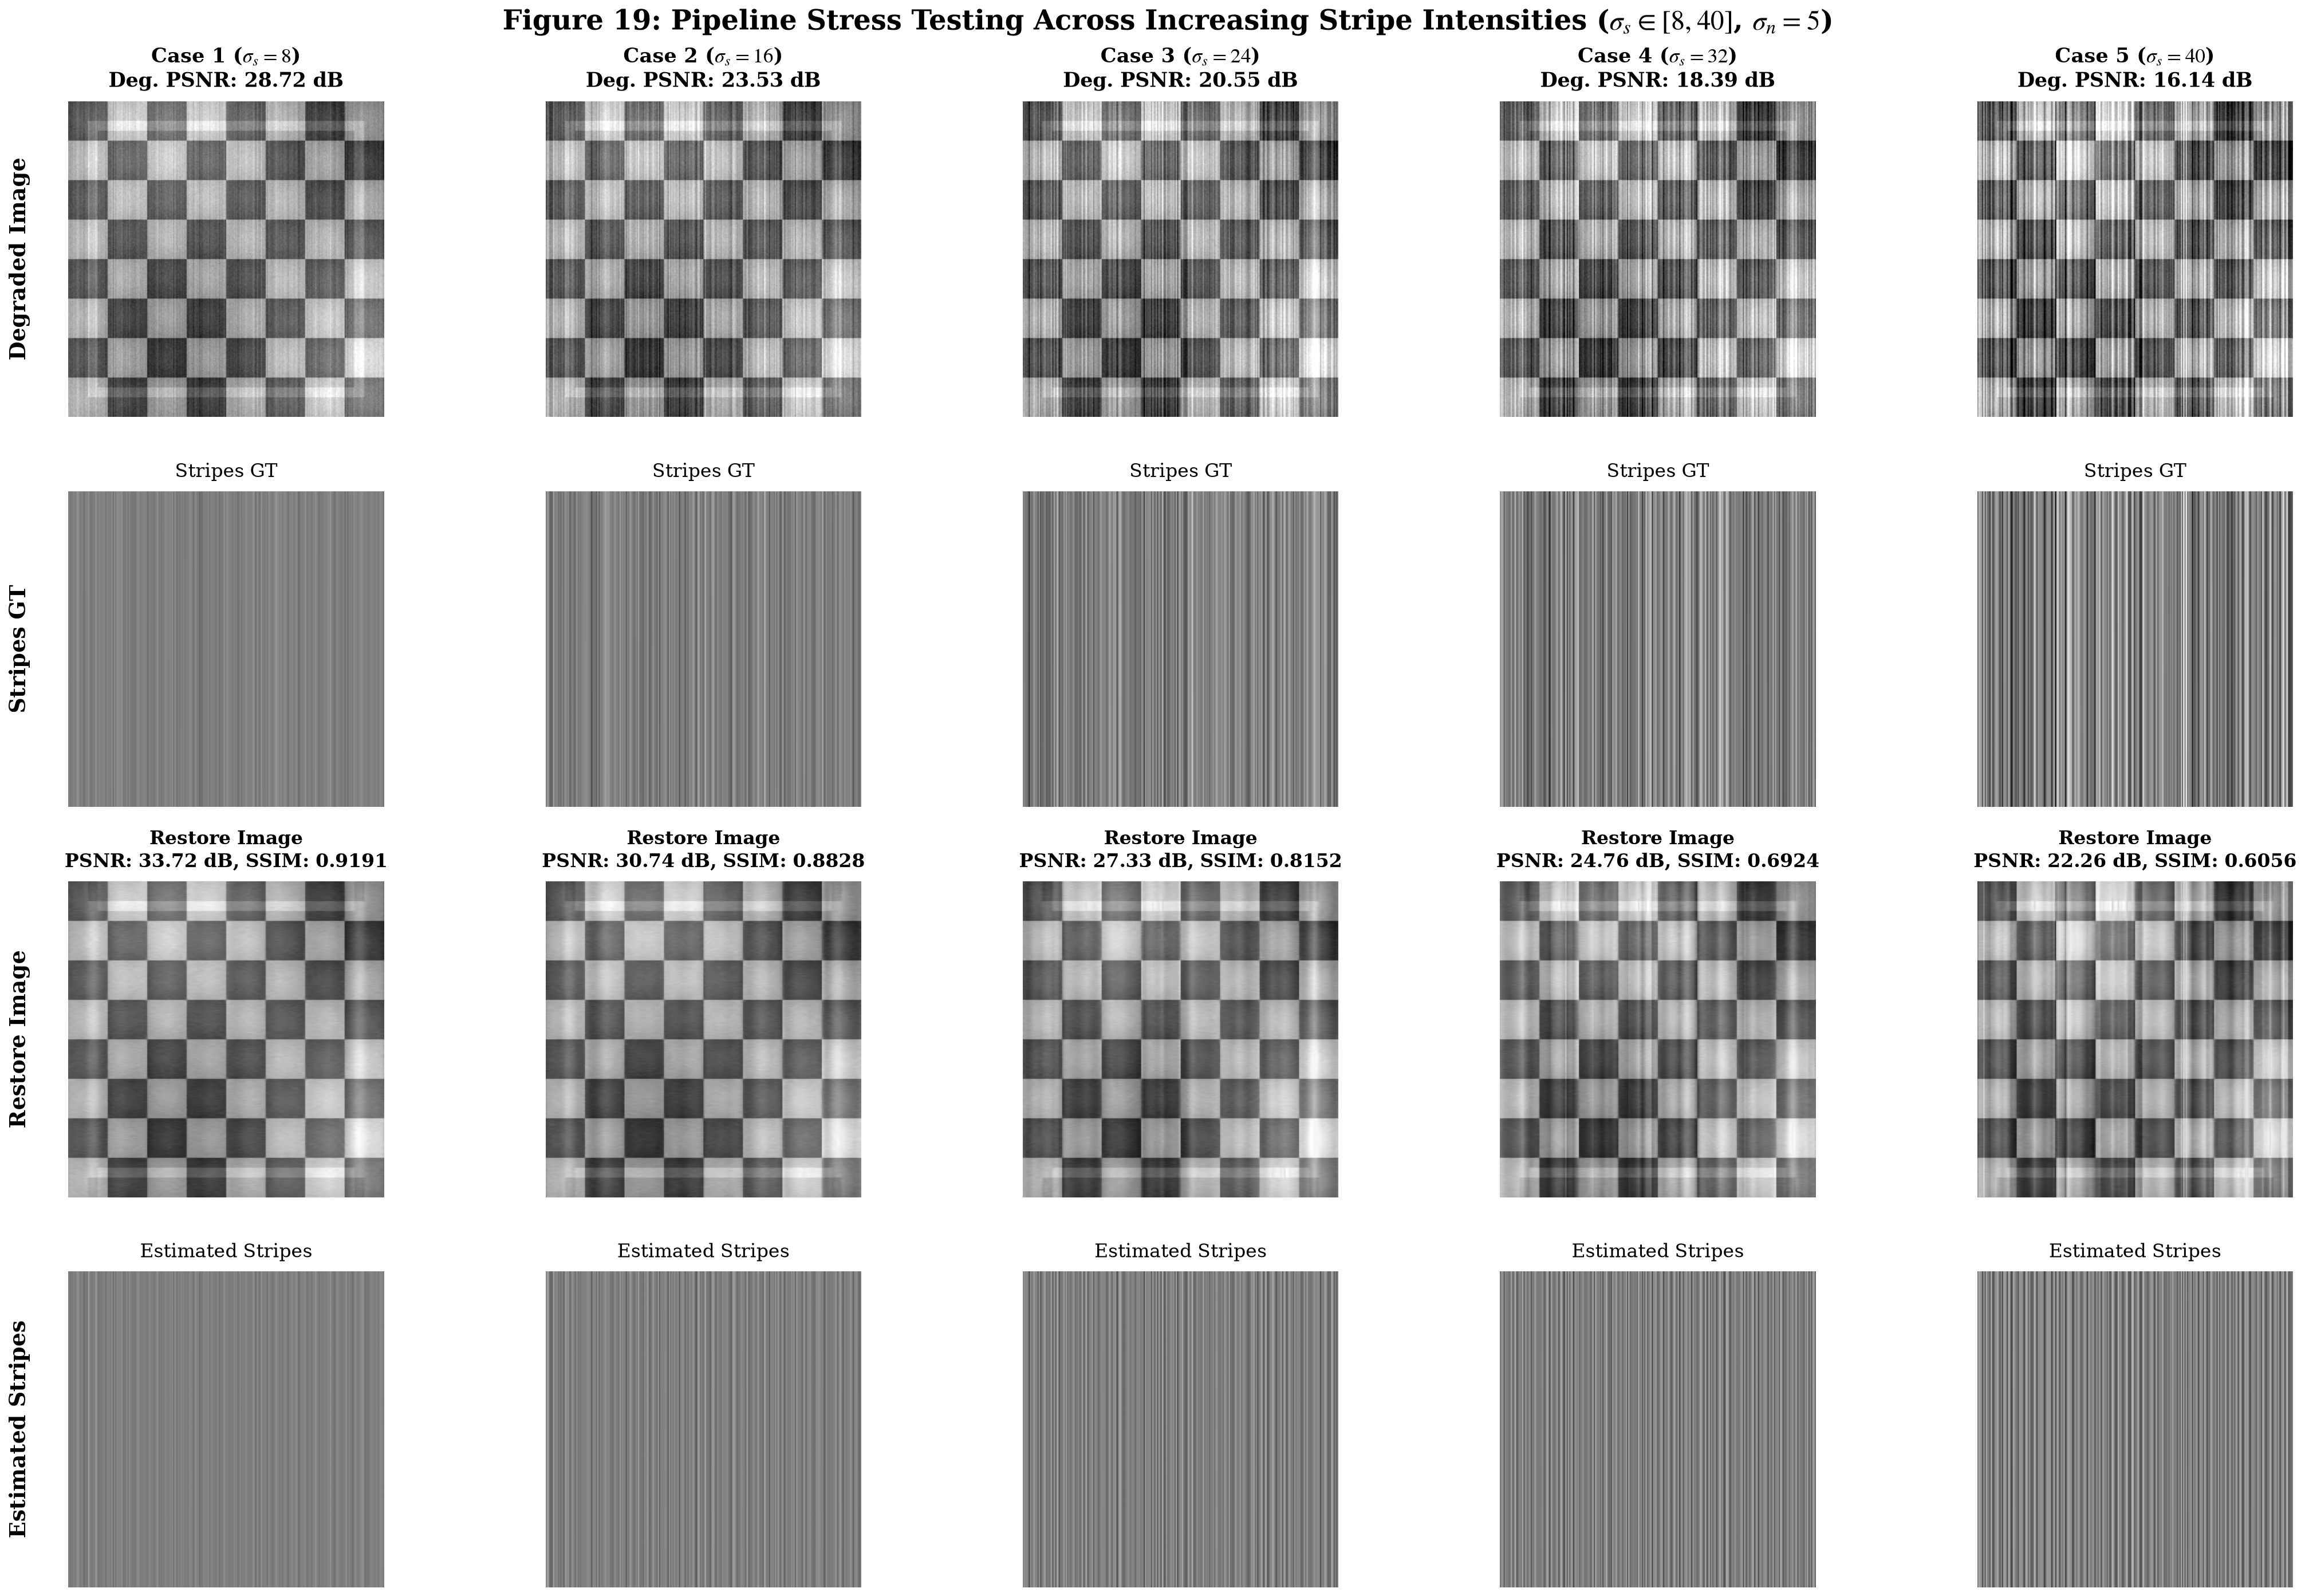 Figure 19: Pipeline Stress Testing Across Increasing Stripe Intensities (σₛ ∈ [8, 40], σₙ = 5)
Case 1 (σₛ = 8)
Deg. PSNR: 28.72 dB
Case 2 (σₛ = 16)
Deg. PSNR: 23.53 dB
Case 3 (σₛ = 24)
Deg. PSNR: 20.55 dB
Case 4 (σₛ = 32)
Deg. PSNR: 18.39 dB
Case 5 (σₛ = 40)
Deg. PSNR: 16.14 dB
Degraded Image
Stripes GT
Stripes GT
Stripes GT
Stripes GT
Stripes GT
Stripes GT
Restore Image
PSNR: 33.72 dB, SSIM: 0.9191
Restore Image
PSNR: 30.74 dB, SSIM: 0.8828
Restore Image
PSNR: 27.33 dB, SSIM: 0.8152
Restore Image
PSNR: 24.76 dB, SSIM: 0.6924
Restore Image
PSNR: 22.26 dB, SSIM: 0.6056
Restore Image
Estimated Stripes
Estimated Stripes
Estimated Stripes
Estimated Stripes
Estimated Stripes
Estimated Stripes